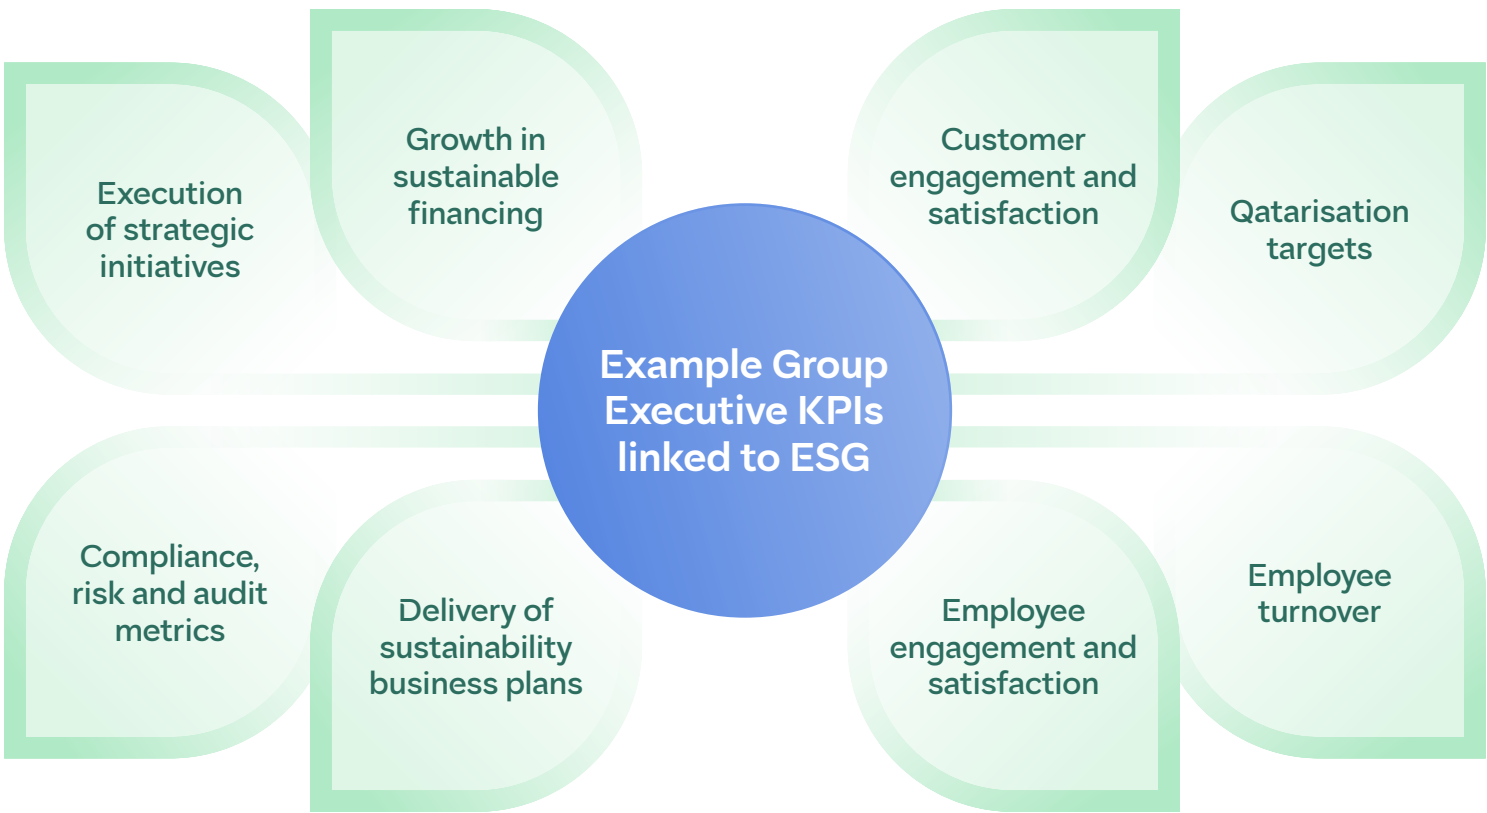 Execution
of strategic
initiatives
Growth in
sustainable
financing
Customer
engagement and
satisfaction
Qatarisation
targets
Example Group
Executive KPIs
linked to ESG
Compliance,
risk and audit
metrics
Delivery of
sustainability
business plans
Employee
engagement and
satisfaction
Employee
turnover